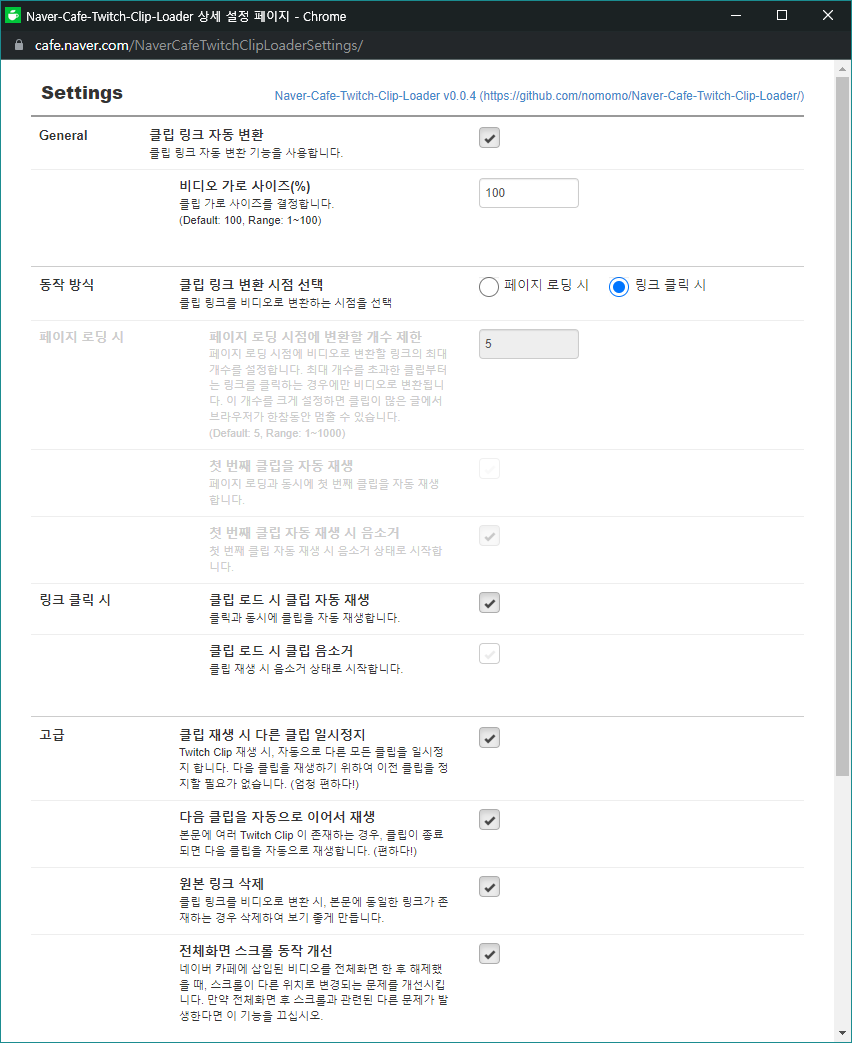 Naver-Cafe-Twitch-Clip-Loader 상세 설정 페이지 - Chrome
cafe.naver.com/NaverCafeTwitchClipLoaderSettings/
Settings
Naver-Cafe-Twitch-Clip-Loader v0.0.4 (https://github.com/nomomo/Naver-Cafe-Twitch-Clip-Loader/)
General
클립 링크 자동 변환
클립 링크 자동 변환 기능을 사용합니다.
비디오 가로 사이즈(%)
클립 가로 사이즈를 결정합니다.
(Default: 100, Range: 1~100)
100
동작 방식
클립 링크 변환 시점 선택
클립 링크를 비디오로 변환하는 시점을 선택
페이지 로딩 시
링크 클릭 시
페이지 로딩 시
페이지 로딩 시점에 변환할 개수 제한
페이지 로딩 시점에 비디오로 변환할 링크의 최대
개수를 설정합니다. 최대 개수를 초과한 클립부터
는 링크를 클릭하는 경우에만 비디오로 변환됩니
다. 이 개수를 크게 설정하면 클립이 많은 글에서
브라우저가 한참동안 멈출 수 있습니다.
(Default: 5, Range: 1~1000)
5
첫 번째 클립을 자동 재생
페이지 로딩과 동시에 첫 번째 클립을 자동 재생
합니다.
첫 번째 클립 자동 재생 시 음소거
첫 번째 클립 자동 재생 시 음소거 상태로 시작합
니다.
링크 클릭 시
클립 로드 시 클립 자동 재생
클릭과 동시에 클립을 자동 재생합니다.
클립 로드 시 클립 음소거
클립 재생 시 음소거 상태로 시작합니다.
고급
클립 재생 시 다른 클립 일시정지
Twitch Clip 재생 시, 자동으로 다른 모든 클립을 일시정
지 합니다. 다음 클립을 재생하기 위하여 이전 클립을 정
지할 필요가 없습니다. (엄청 편하다!)
다음 클립을 자동으로 이어서 재생
본문에 여러 Twitch Clip 이 존재하는 경우, 클립이 종료
되면 다음 클립을 자동으로 재생합니다. (편하다!)
원본 링크 삭제
클립 링크를 비디오로 변환 시, 본문에 동일한 링크가 존
재하는 경우 삭제하여 보기 좋게 만듭니다.
전체화면 스크롤 동작 개선
네이버 카페에 삽입된 비디오를 전체화면 한 후 해제했
을 때, 스크롤이 다른 위치로 변경되는 문제를 개선시킵
니다. 만약 전체화면 후 스크롤과 관련된 다른 문제가 발
생한다면 이 기능을 끄십시오.